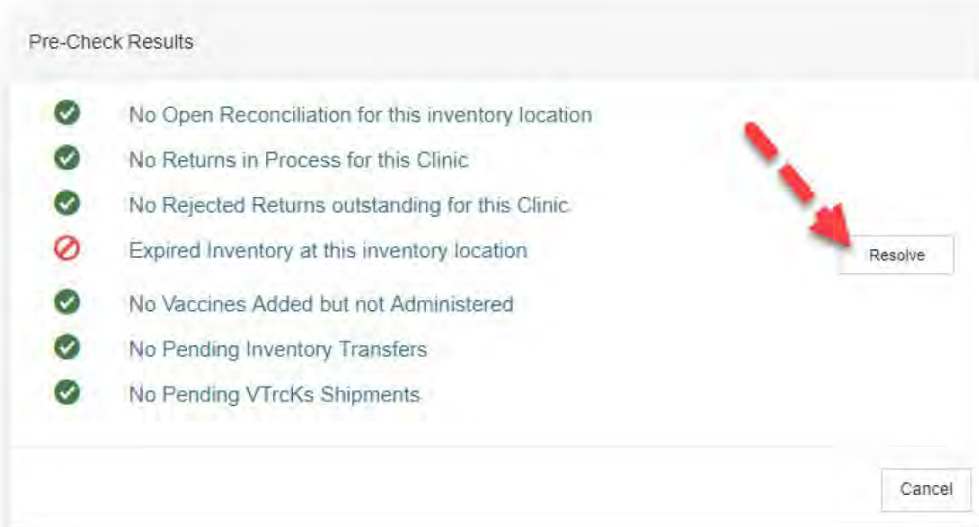 Pre-Check Results
No Open Reconciliation for this inventory location
No Returns in Process for this Clinic
No Rejected Returns outstanding for this Clinic
Expired Inventory at this inventory location
Resolve
No Vaccines Added but not Administered
No Pending Inventory Transfers
No Pending VTrcKs Shipments
Cancel